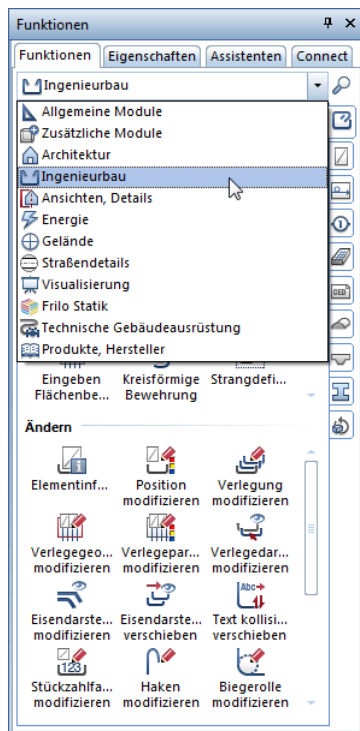 Funktionen
Funktionen Eigenschaften Assistenten Connect
Ingenieurbau
Allgemeine Module
Zusätzliche Module
Architektur
Ingenieurbau
Ansichten, Details
Energie
Gelände
Straßendetails
Visualisierung
Frilo Statik
Technische Gebäudeausrüstung
Produkte, Hersteller
Eingeben Kreisförmige Strangdefi...
Flächenbe... Bewehrung
Ändern
Elementinf... Position Verlegung
modifizieren modifizieren
Verlegegeo... Verlegepar... Verlegedar...
modifizieren modifizieren modifizieren
Eisendarste... Eisendarste... Text kollisi...
modifizieren verschieben verschieben
Stückzahlfa... Haken Biegerolle
modifizieren modifizieren modifizieren